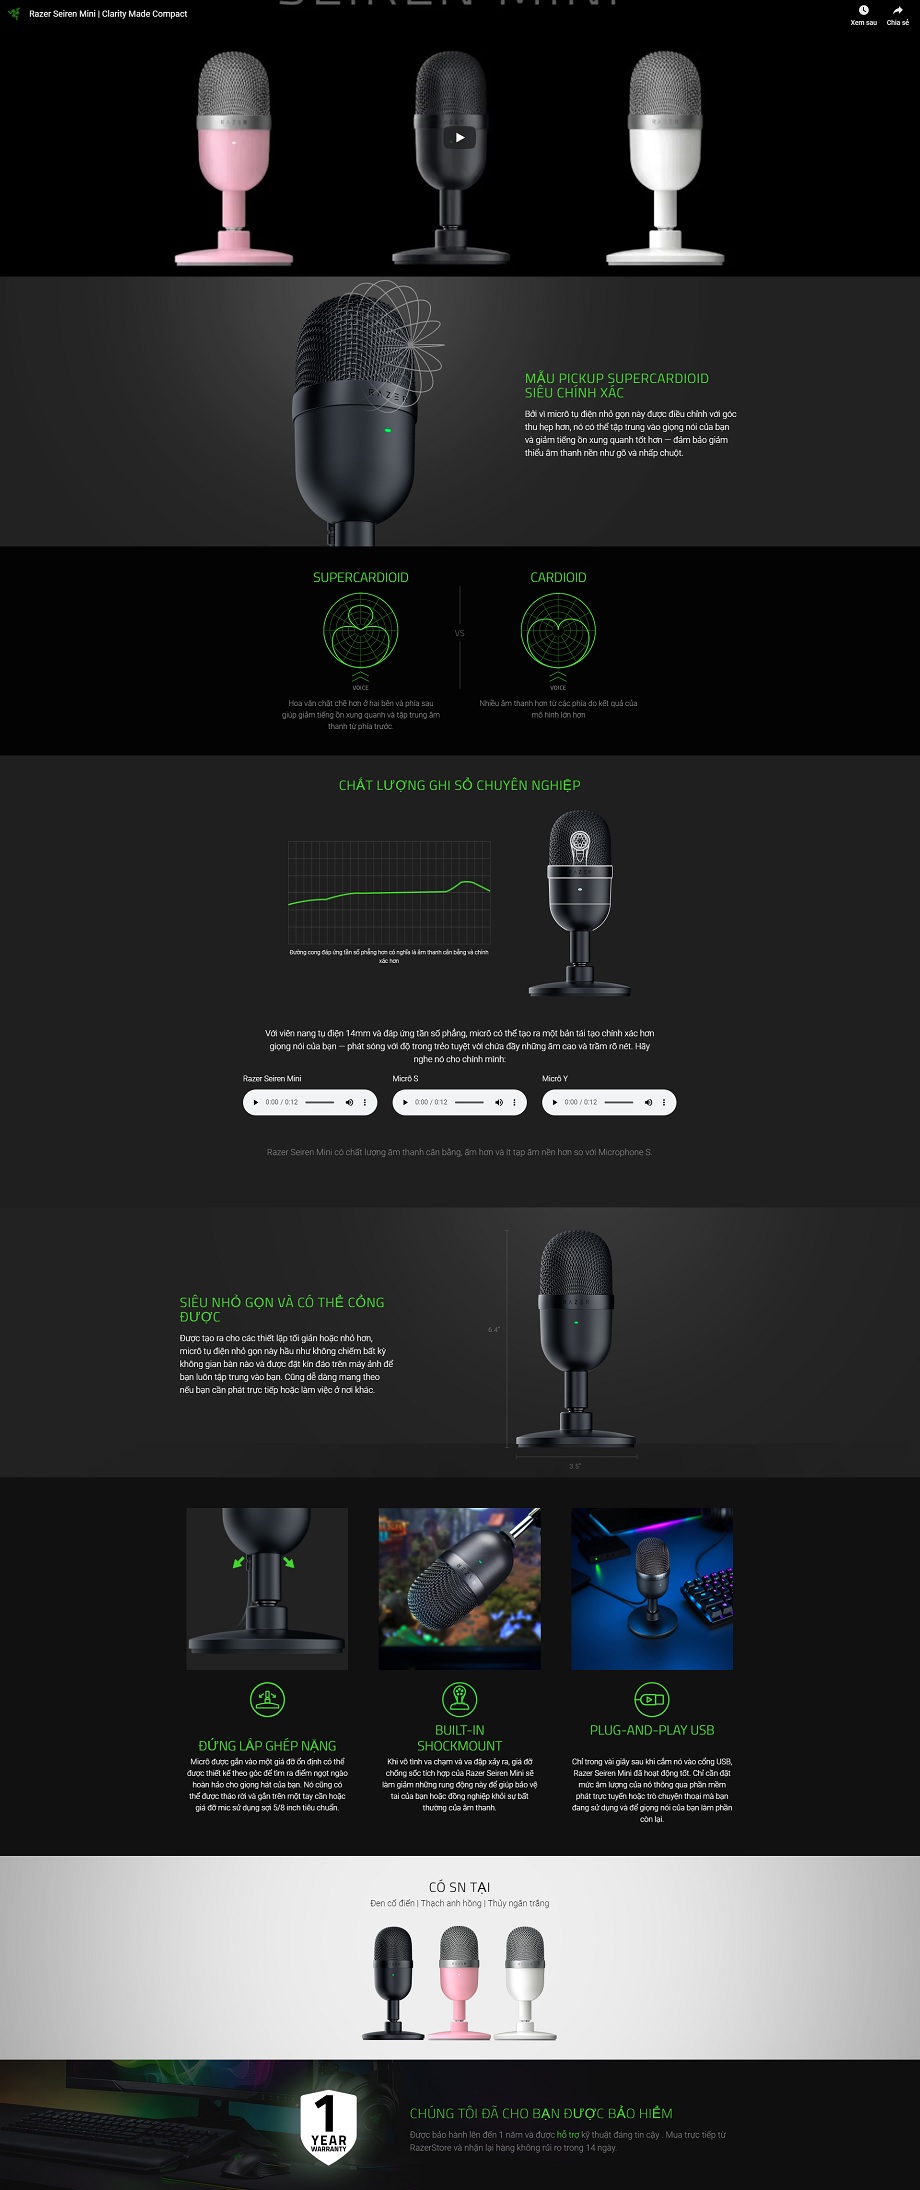 SEIREN MINI
Razer Seiren Mini | Clarity Made Compact
Xem sau
Chia sẻ
RAZER
MẪU PICKUP SUPERCARDIOID
SIÊU CHÍNH XÁC
Bởi vì micrô tụ điện nhỏ gọn này được điều chỉnh với góc
thu hẹp hơn, nó có thể tập trung vào giọng nói của bạn
và giảm tiếng ồn xung quanh tốt hơn — đảm bảo giảm
thiểu âm thanh nền như gõ và nhấp chuột.
SUPERCARDIOID
VOICE
Hoa văn chặt chẽ hơn ở hai bên và phía sau
giúp giảm tiếng ồn xung quanh và tập trung âm
thanh từ phía trước.
VS
CARDIOID
VOICE
Nhiều âm thanh hơn từ các phía do kết quả của
mô hình lớn hơn
CHẤT LƯỢNG GHI SỔ CHUYÊN NGHIỆP
Đường cong đáp ứng tần số phẳng hơn có nghĩa là âm thanh cân bằng và chính
xác hơn
Với viên nang tụ điện 14mm và đáp ứng tần số phẳng, micrô có thể tạo ra một bản tái tạo chính xác hơn
giọng nói của bạn — phát sóng với độ trong trẻo tuyệt vời chứa đầy những âm cao và trầm rõ nét. Hãy
nghe nó cho chính mình:
Razer Seiren Mini
0:00 / 0:12
Micrô S
0:00 / 0:12
Micrô Y
0:00 / 0:12
Razer Seiren Mini có chất lượng âm thanh cân bằng, ấm hơn và ít tạp âm nền hơn so với Microphone S.
SIÊU NHỎ GỌN VÀ CÓ THỂ CỔNG
ĐƯỢC
Được tạo ra cho các thiết lập tối giản hoặc nhỏ hơn,
micrô tụ điện nhỏ gọn này hầu như không chiếm bất kỳ
không gian bàn nào và được đặt kín đáo trên máy ảnh để
bạn luôn tập trung vào bạn. Cũng dễ dàng mang theo
nếu bạn cần phát trực tiếp hoặc làm việc ở nơi khác.
RAZER
6.4"
3.5"
ĐỨNG LẮP GHÉP NẶNG
Micrô được gắn vào một giá đỡ ổn định có thể
được thiết kế theo góc để tìm ra điểm ngọt ngào
hoàn hảo cho giọng hát của bạn. Nó cũng có
thể được tháo rời và gắn trên một tay cần hoặc
giá đỡ mic sử dụng sợi 5/8 inch tiêu chuẩn.
BUILT-IN
SHOCKMOUNT
Khi vô tình va chạm và va đập xảy ra, giá đỡ
chống sốc tích hợp của Razer Seiren Mini sẽ
làm giảm những rung động này để giúp bảo vệ
tai của bạn hoặc đồng nghiệp khỏi sự bất
thường của âm thanh.
PLUG-AND-PLAY USB
Chỉ trong vài giây sau khi cắm nó vào cổng USB,
Razer Seiren Mini đã hoạt động tốt. Chỉ cần đặt
mức âm lượng của nó thông qua phần mềm
phát trực tuyến hoặc trò chuyện thoại mà bạn
đang sử dụng và để giọng nói của bạn làm phần
còn lại.
CÓ SN TẠI
Đen cổ điển | Thạch anh hồng | Thủy ngân trắng
1
YEAR
WARRANTY
CHÚNG TÔI ĐÃ CHO BẠN ĐƯỢC BẢO HIỂM
Được bảo hành lên đến 1 năm và được hỗ trợ kỹ thuật đáng tin cậy . Mua trực tiếp từ
RazerStore và nhận lại hàng không rủi ro trong 14 ngày.